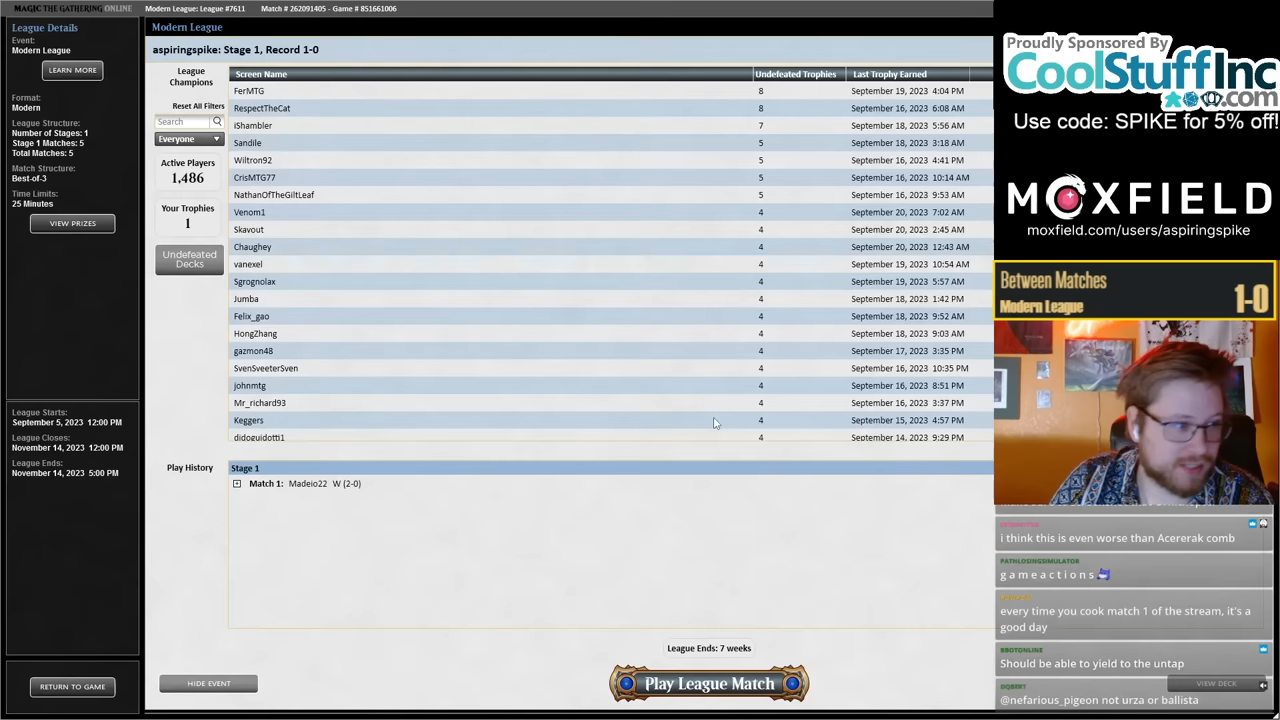 MAGIC THE GATHERING ONLINE
Modern League: League #7611
Match # 262091405 - Game # 851661006
League Details
Event:
Modern League
LEARN MORE
Format:
Modern
League Structure:
Number of Stages: 1
Stage 1 Matches: 5
Total Matches: 5
Match Structure:
Best-of-3
Time Limits:
25 Minutes
VIEW PRIZES
League Starts:
September 5, 2023 12:00 PM
League Closes:
November 14, 2023 12:00 PM
League Ends:
November 14, 2023 5:00 PM
RETURN TO GAME
Modern League
aspiringspike: Stage 1, Record 1-0
League
Champions
Reset All Filters
Search
Everyone
Active Players
1,486
Your Trophies
1
Undefeated
Decks
Screen Name Undefeated Trophies Last Trophy Earned
FerMTG 8 September 19, 2023 4:04 PM
RespectTheCat 8 September 16, 2023 6:08 AM
iShambler 7 September 18, 2023 5:56 AM
Sandile 5 September 18, 2023 3:18 AM
Wiltron92 5 September 16, 2023 4:41 PM
CrisMTG77 5 September 16, 2023 10:14 AM
NathanOfTheGiltLeaf 5 September 16, 2023 9:53 AM
Venom1 4 September 20, 2023 7:02 AM
Skavout 4 September 20, 2023 2:45 AM
Chaughey 4 September 20, 2023 12:43 AM
vanexel 4 September 19, 2023 10:54 AM
Sgrognolax 4 September 19, 2023 5:57 AM
Jumba 4 September 18, 2023 1:42 PM
Felix_gao 4 September 18, 2023 9:52 AM
HongZhang 4 September 18, 2023 9:03 AM
gazmon48 4 September 17, 2023 3:35 PM
SvenSveeterSven 4 September 16, 2023 10:35 PM
johnmtg 4 September 16, 2023 8:51 PM
Mr_richard93 4 September 16, 2023 3:37 PM
Keggers 4 September 15, 2023 4:57 PM
didoguidotti1 4 September 14, 2023 9:29 PM
Play History
Stage 1
Match 1: Madeio22 W (2-0)
League Ends: 7 weeks
HIDE EVENT
Play League Match
VIEW DECK
Proudly Sponsored By
CoolStuffInc
.com
Use code: SPIKE for 5% off!
MOXFIELD
moxfield.com/users/aspiringspike
Between Matches
Modern League
1-0
i think this is even worse than Acererak comb
PATHLOSINGSIMULATOR
g a m e a c t i o n s
every time you cook match 1 of the stream, it's a
good day
BBOTONLINE
Should be able to yield to the untap
OQBERT
@nefarious_pigeon not urza or ballista